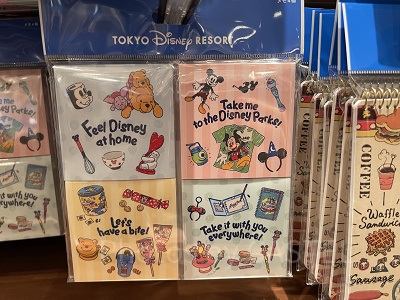 TOKYO Disney RESORT
Feel Disney
at home
Take me
to the Disney Parks!
Let's
have a bite!
Take it with you
everywhere!
COFFEE
Waffle
Sandwich
Sausage